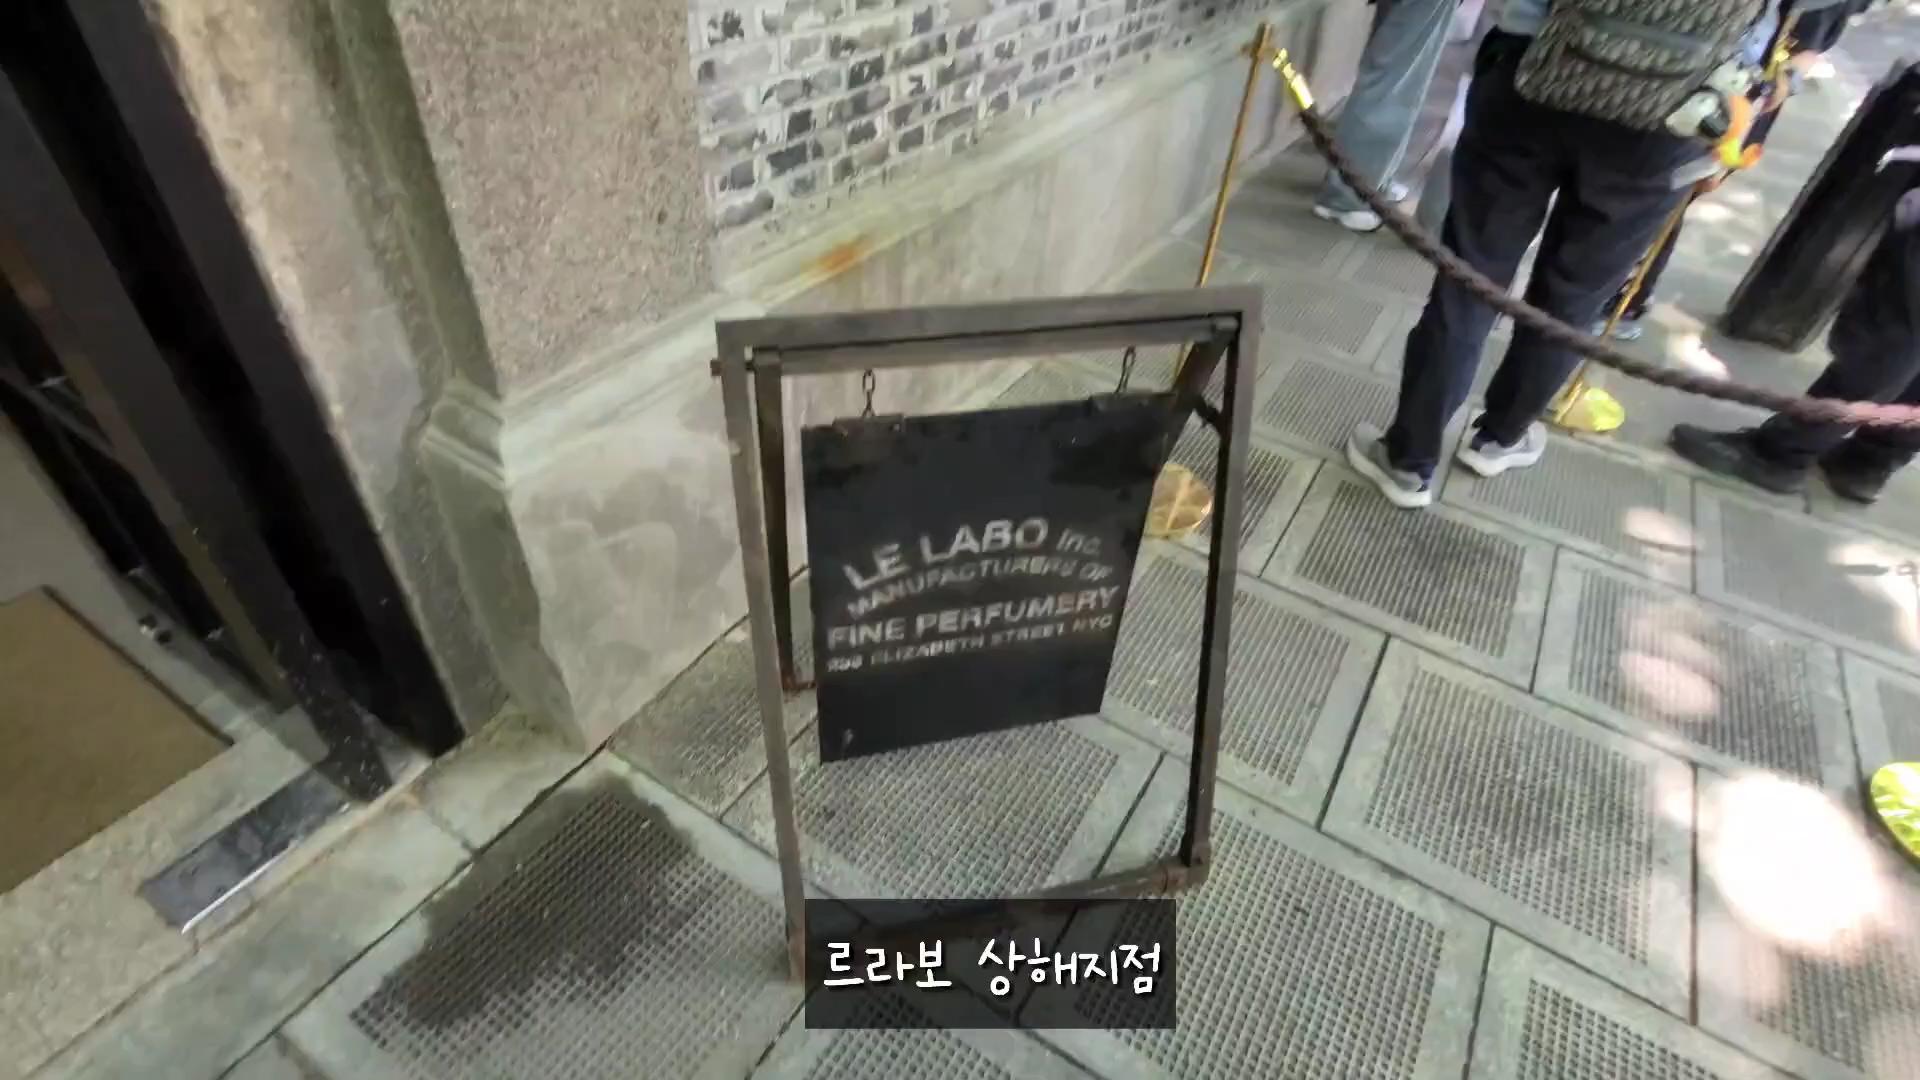 LE LABO Inc.
MANUFACTURERS OF
FINE PERFUMERY
ELIZABETH STREET NYC
르라보 상해지점